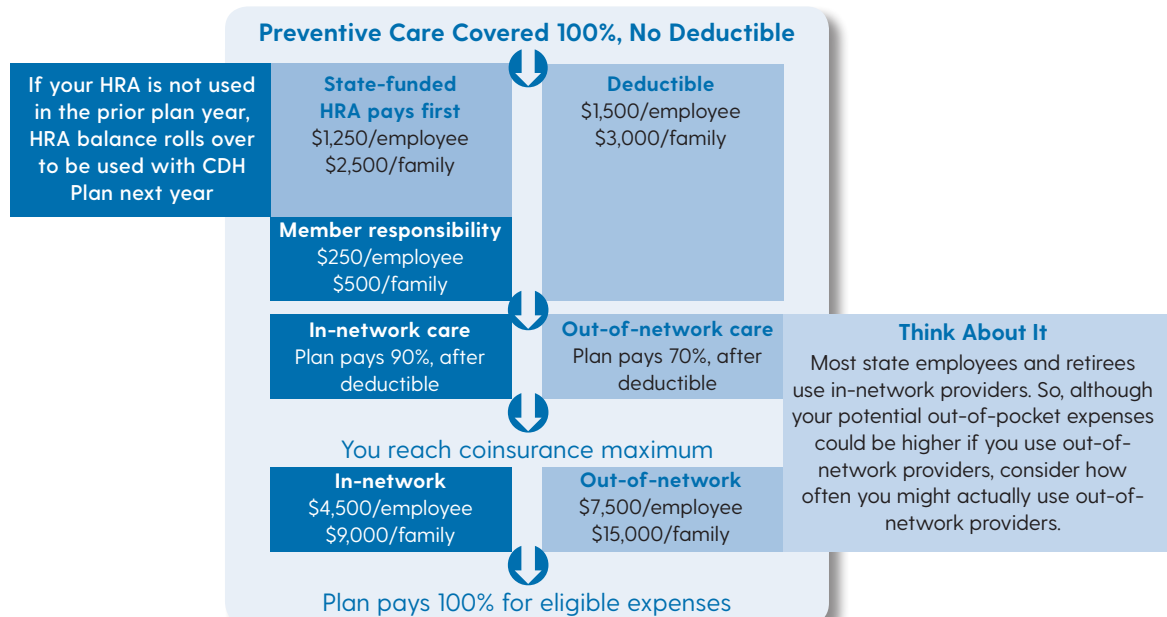 Preventive Care Covered 100%, No Deductible
If your HRA is not used
in the prior plan year,
HRA balance rolls over
to be used with CDH
Plan next year
State-funded
HRA pays first
$1,250/employee
$2,500/family
Deductible
$1,500/employee
$3,000/family
Member responsibility
$250/employee
$500/family
In-network care
Plan pays 90%, after
deductible
Out-of-network care
Plan pays 70%, after
deductible
Think About It
Most state employees and retirees
use in-network providers. So, although
your potential out-of-pocket expenses
could be higher if you use out-of-
network providers, consider how
often you might actually use out-of-
network providers.
You reach coinsurance maximum
In-network
$4,500/employee
$9,000/family
Out-of-network
$7,500/employee
$15,000/family
Plan pays 100% for eligible expenses